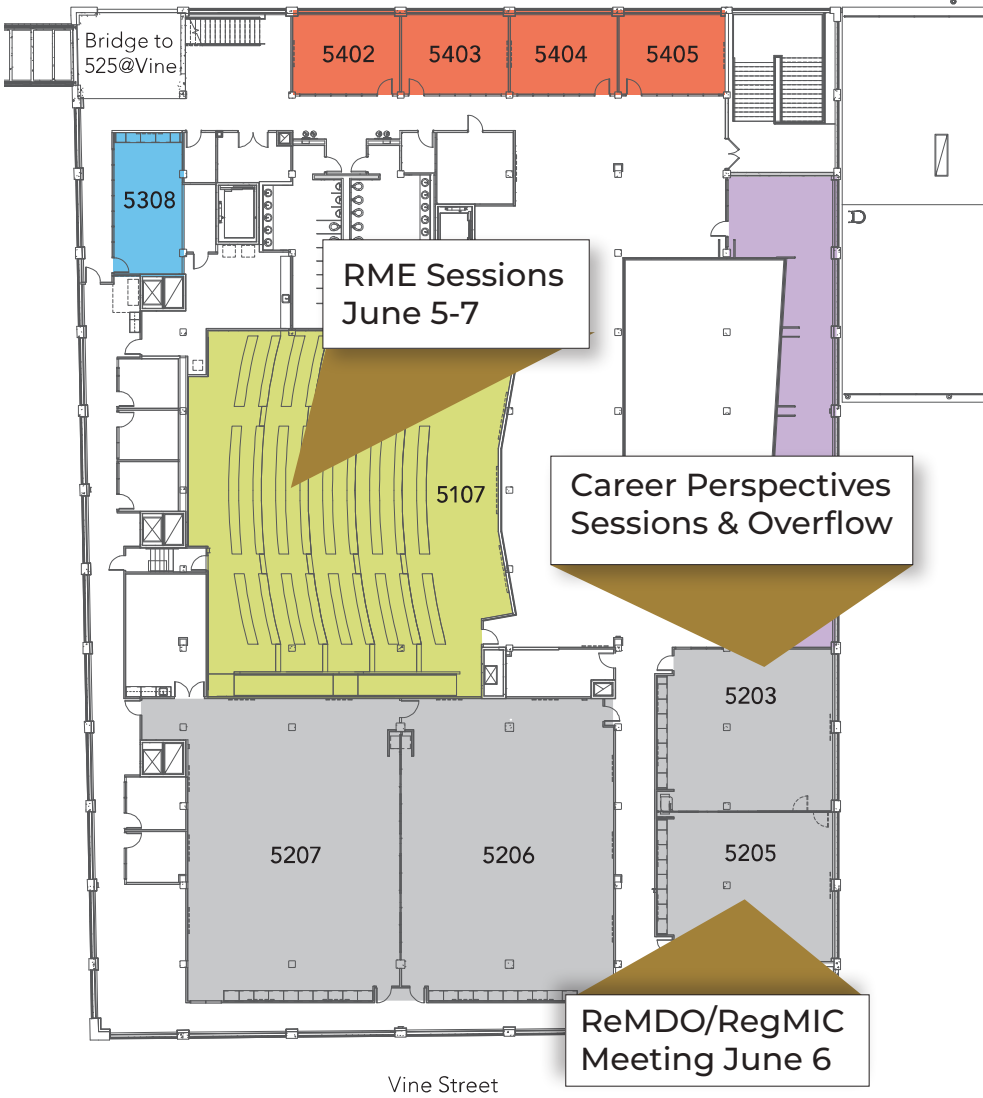 Bridge to
525@Vine
5402
5403
5404
5405
5308
RME Sessions
June 5-7
5107
Career Perspectives
Sessions & Overflow
5203
5207
5206
5205
ReMDO/RegMIC
Meeting June 6
Vine Street